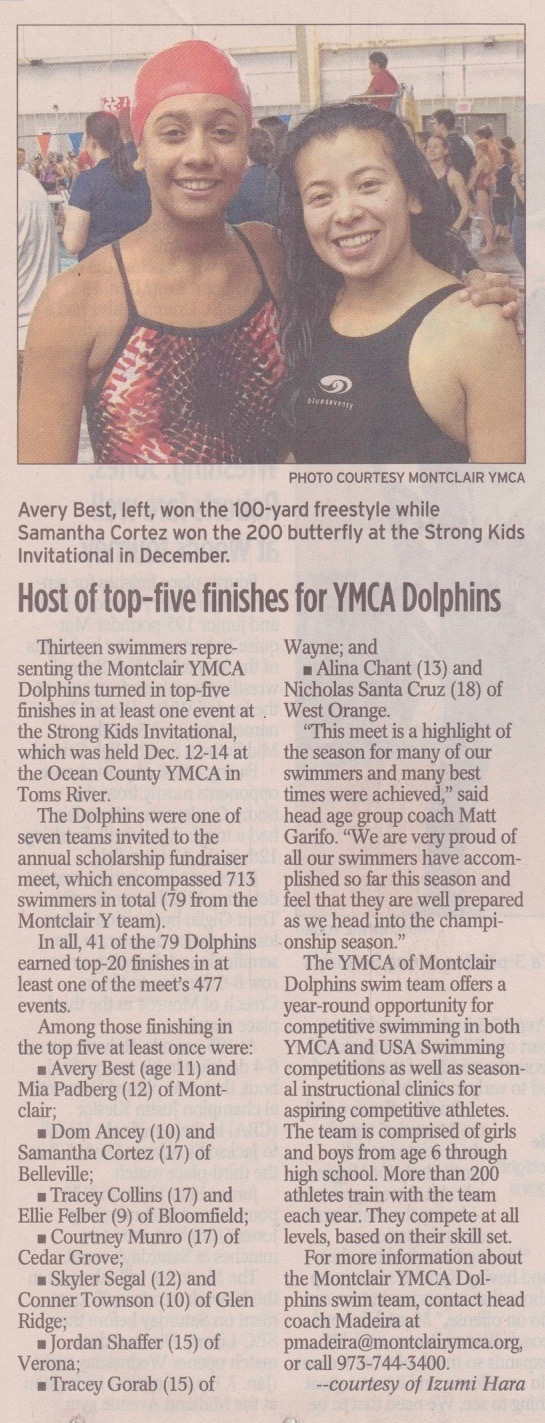 blueseventy
PHOTO COURTESY MONTCLAIR YMCA
Avery Best, left, won the 100-yard freestyle while
Samantha Cortez won the 200 butterfly at the Strong Kids
Invitational in December.
Host of top-five finishes for YMCA Dolphins
Thirteen swimmers repre-
senting the Montclair YMCA
Dolphins turned in top-five
finishes in at least one event at
the Strong Kids Invitational,
which was held Dec. 12-14 at
the Ocean County YMCA in
Toms River.
The Dolphins were one of
seven teams invited to the
annual scholarship fundraiser
meet, which encompassed 713
swimmers in total (79 from the
Montclair Y team).
In all, 41 of the 79 Dolphins
earned top-20 finishes in at
least one of the meet's 477
events.
Among those finishing in
the top five at least once were:
■ Avery Best (age 11) and
Mia Padberg (12) of Mont-
clair;
■ Dom Ancey (10) and
Samantha Cortez (17) of
Belleville;
■ Tracey Collins (17) and
Ellie Felber (9) of Bloomfield;
■ Courtney Munro (17) of
Cedar Grove;
■ Skyler Segal (12) and
Conner Townson (10) of Glen
Ridge;
■ Jordan Shaffer (15) of
Verona;
■ Tracey Gorab (15) of
Wayne; and
■ Alina Chant (13) and
Nicholas Santa Cruz (18) of
West Orange.
"This meet is a highlight of
the season for many of our
swimmers and many best
times were achieved," said
head age group coach Matt
Garifo. "We are very proud of
all our swimmers have accom-
plished so far this season and
feel that they are well prepared
as we head into the champi-
onship season."
The YMCA of Montclair
Dolphins swim team offers a
year-round opportunity for
competitive swimming in both
YMCA and USA Swimming
competitions as well as season-
al instructional clinics for
aspiring competitive athletes.
The team is comprised of girls
and boys from age 6 through
high school. More than 200
athletes train with the team
each year. They compete at all
levels, based on their skill set.
For more information about
the Montclair YMCA Dol-
phins swim team, contact head
coach Madeira at
pmadeira@montclairymca.org,
or call 973-744-3400.
--courtesy of Izumi Hara